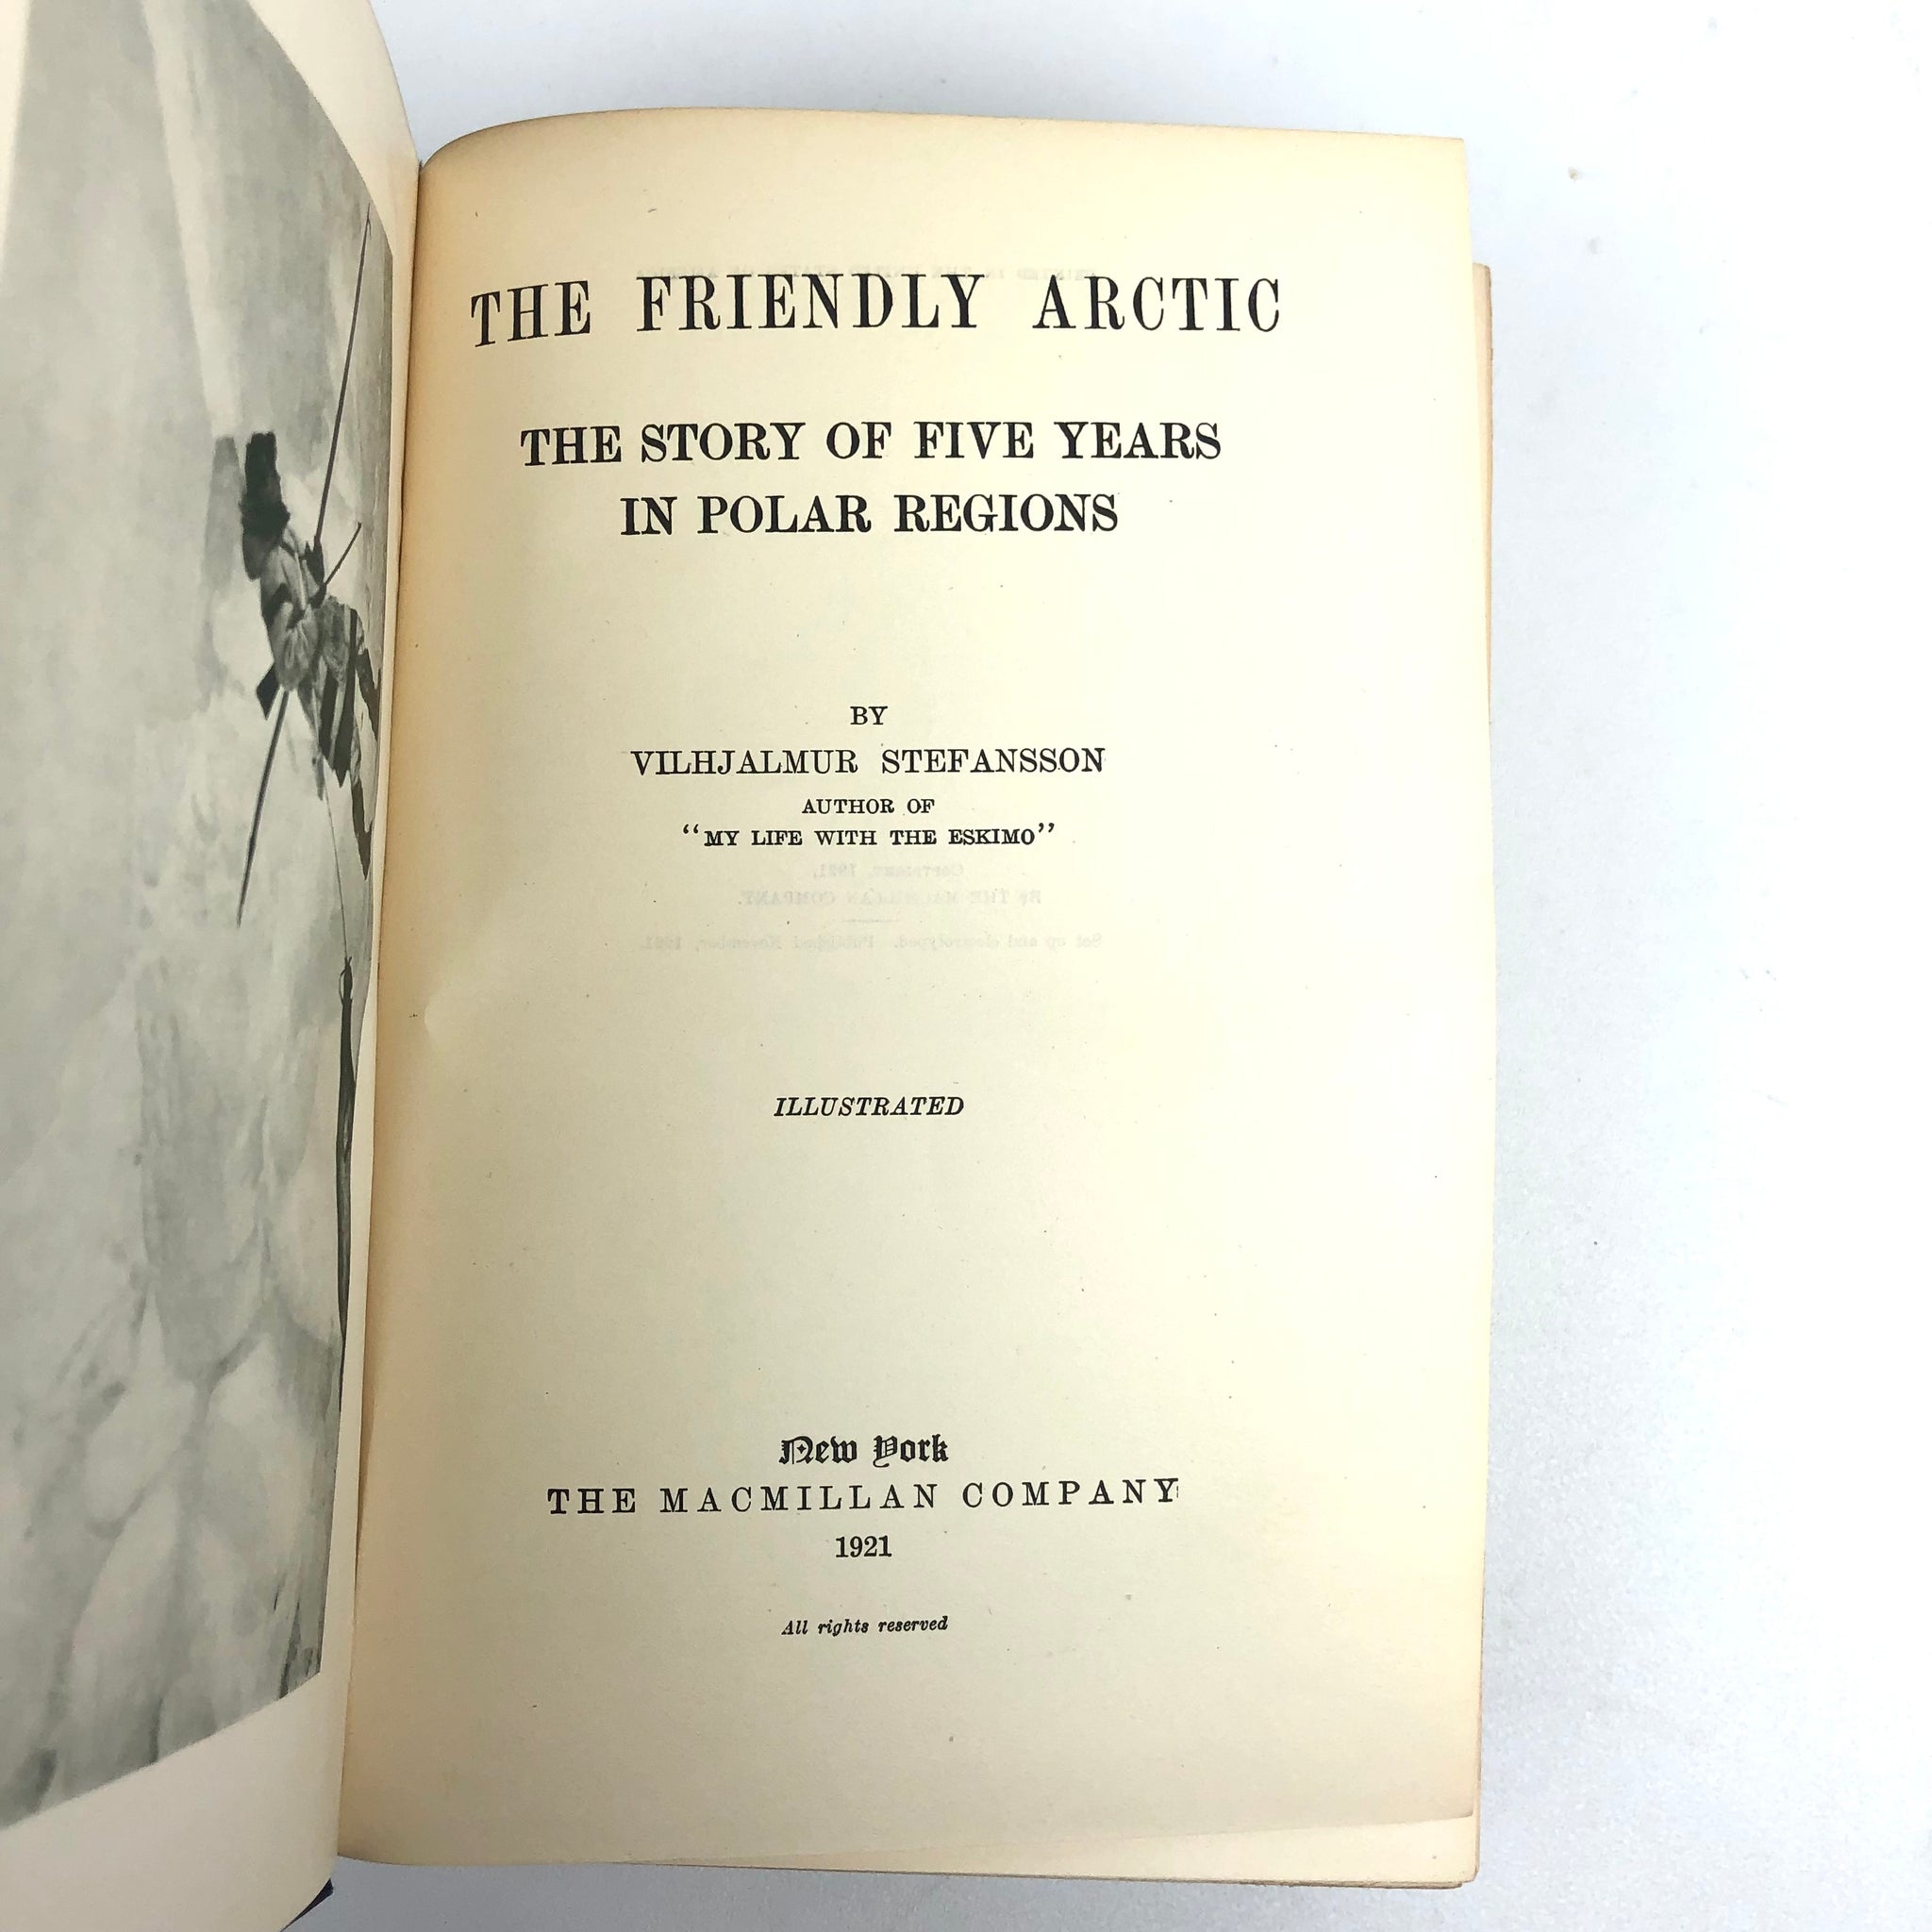 THE FRIENDLY ARCTIC
THE STORY OF FIVE YEARS
IN POLAR REGIONS
BY
VILHJALMUR STEFANSSON
AUTHOR OF
“MY LIFE WITH THE ESKIMO”
ILLUSTRATED
New York
THE MACMILLAN COMPANY
1921
All rights reserved